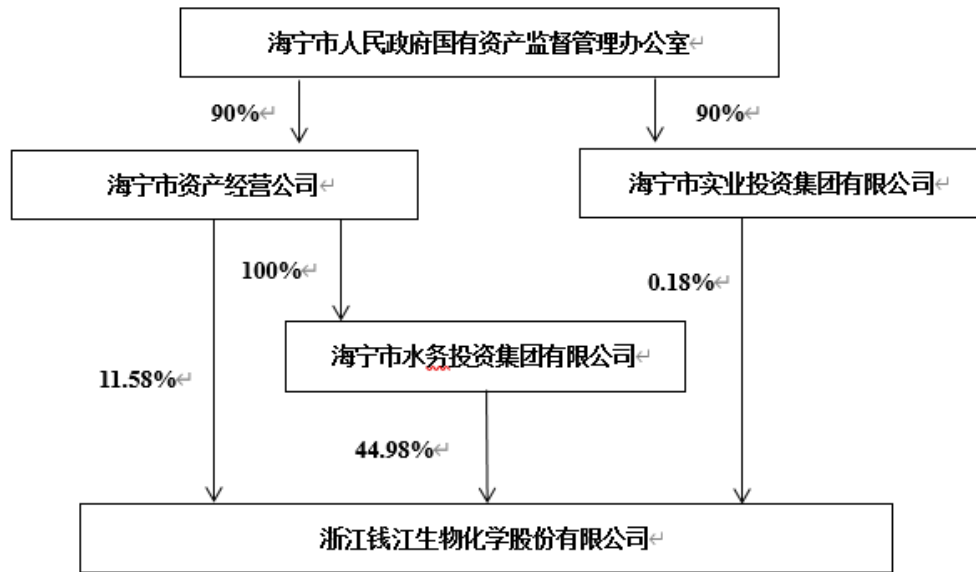 海宁市人民政府国有资产监督管理办公室↵
90%↵
90%↵
海宁市资产经营公司↵
海宁市实业投资集团有限公司↵
100%↵
0.18%↵
海宁市水务投资集团有限公司↵
11.58%↵
44.98%↵
浙江钱江生物化学股份有限公司↵